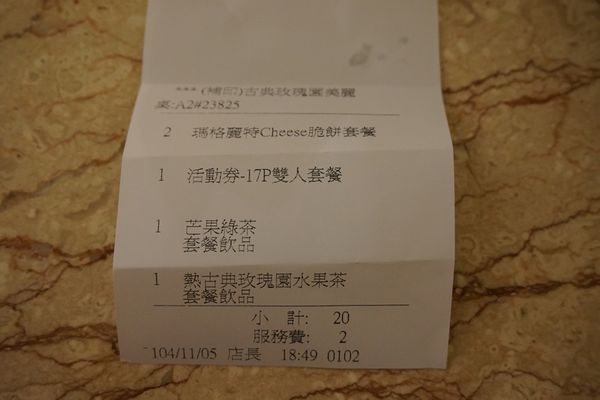 *** (補印)古典玫瑰園美麗
桌:A2#23825
2 瑪格麗特Cheese脆餅套餐
1 活動券-17P雙人套餐
1 芒果綠茶
套餐飲品
1 熱古典玫瑰園水果茶
套餐飲品
小 計: 20
服務費: 2
104/11/05 店長 18:49 0102